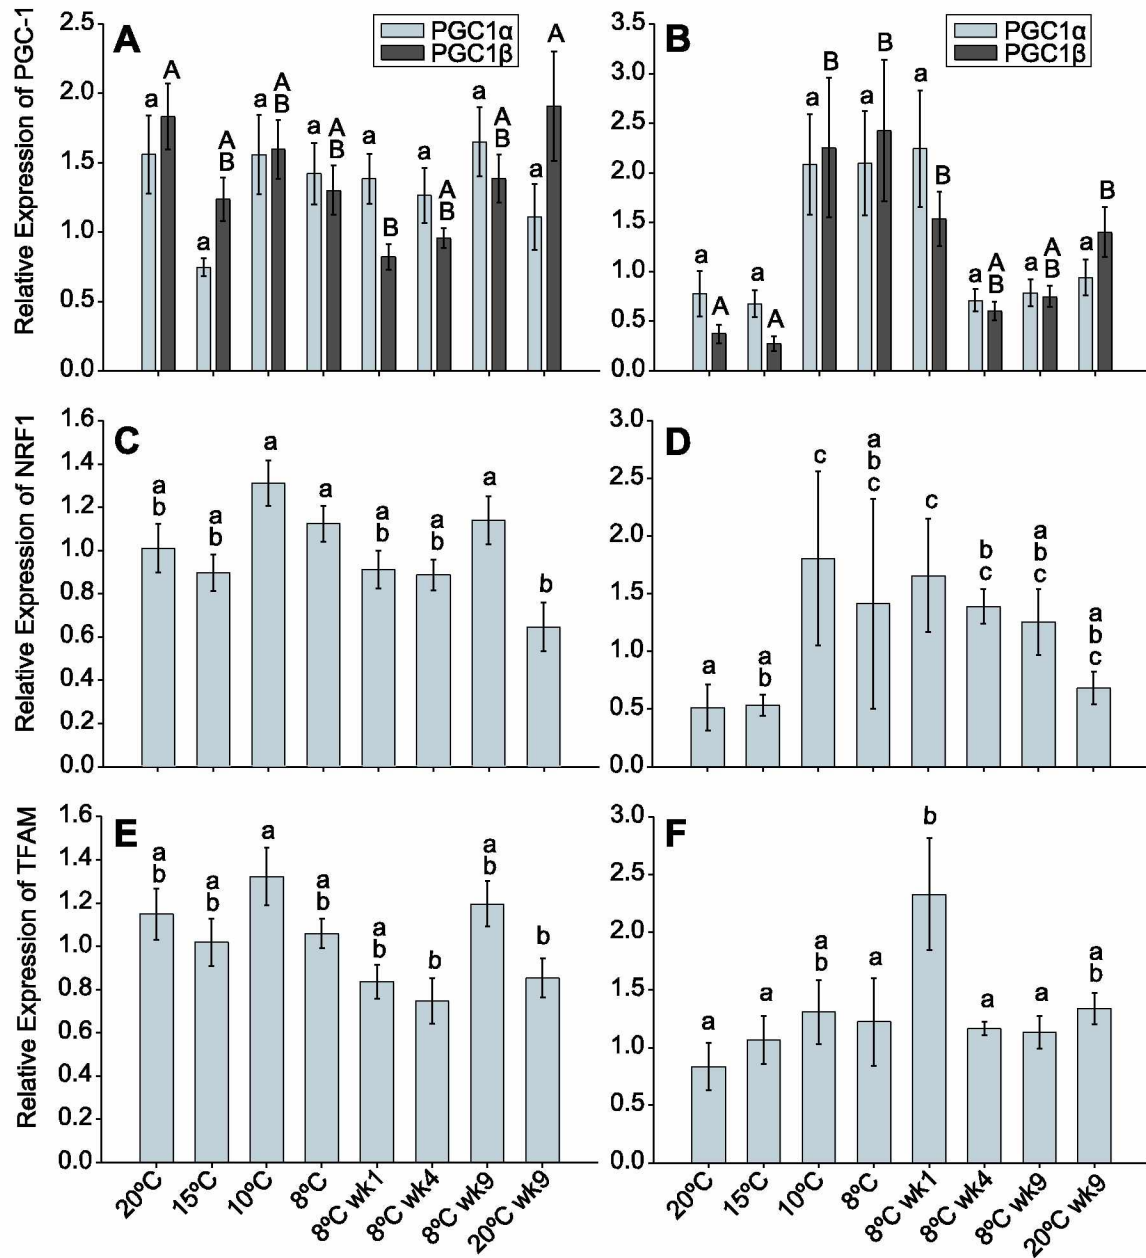 Relative Expression of PGC-1
A
PGC1α
PGC1β
2.5
2.0
1.5
1.0
0.5
0.0
a A
a A B
a A B
a A B
a B
a A B
a A B
a A
B
PGC1α
PGC1β
3.5
3.0
2.5
2.0
1.5
1.0
0.5
0.0
a A
a A
a B
a B
a B
a A B
a A B
a B
Relative Expression of NRF1
C
1.6
1.4
1.2
1.0
0.8
0.6
0.4
0.2
0.0
a b
a b
a
a
a b
a b
a
b
D
3.0
2.5
2.0
1.5
1.0
0.5
0.0
a
a b
c
a b c
c
b c
a b c
a b c
Relative Expression of TFAM
E
1.6
1.4
1.2
1.0
0.8
0.6
0.4
0.2
0.0
a b
a b
a
a b
a b
b
a b
b
20ºC
15ºC
10ºC
8ºC
8ºC wk1
8ºC wk4
8ºC wk9
20ºC wk9
F
3.0
2.5
2.0
1.5
1.0
0.5
0.0
a
a
a b
a
b
a
a
a b
20ºC
15ºC
10ºC
8ºC
8ºC wk1
8ºC wk4
8ºC wk9
20ºC wk9